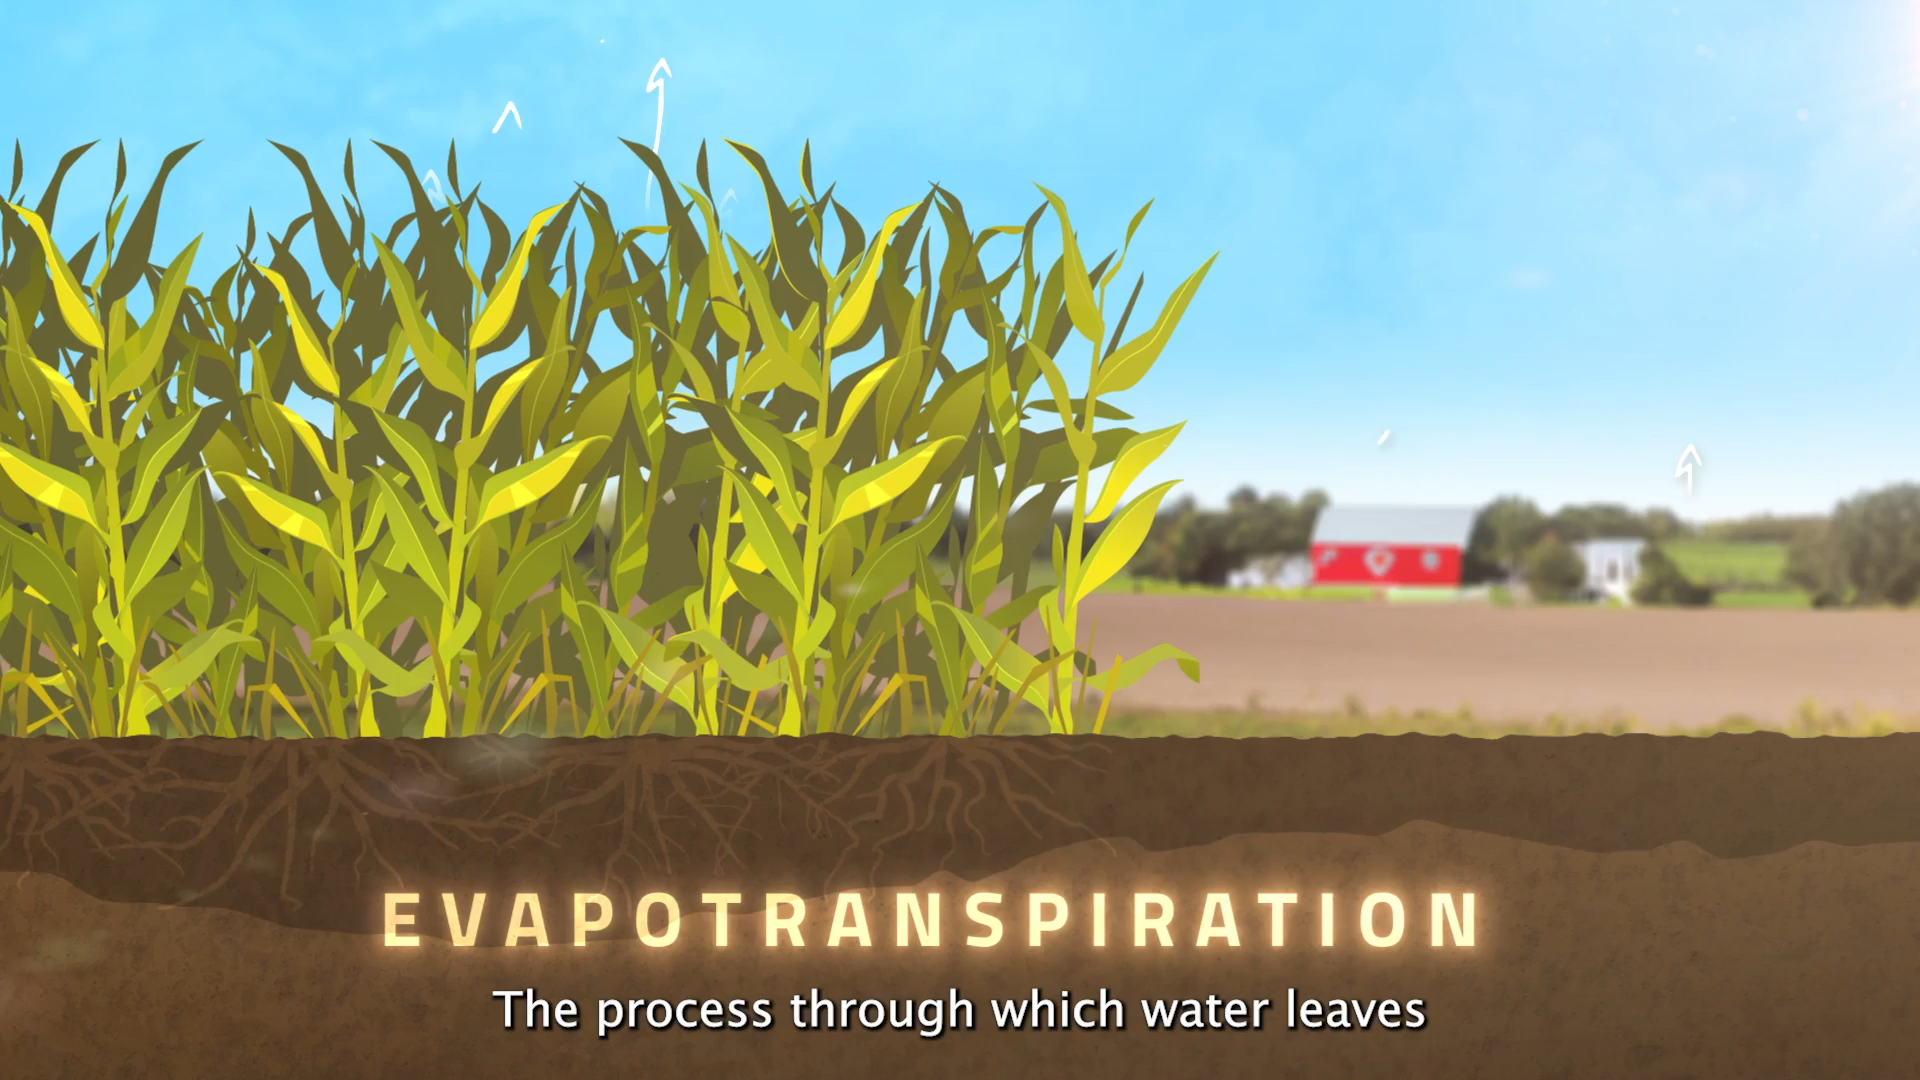 EVAPOTRANSPIRATION
The process through which water leaves